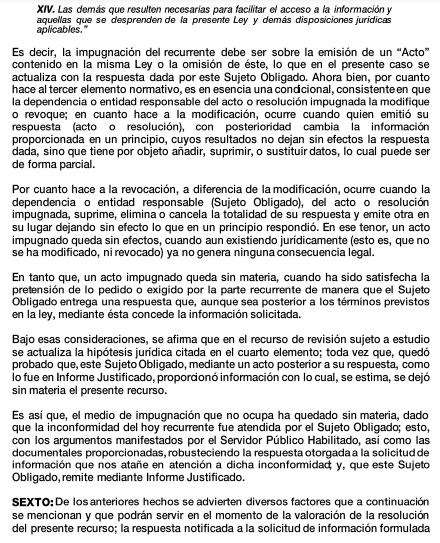 XIV. Las demás que resulten necesarias para facilitar el acceso a la información y
aquellas que se desprenden de la presente Ley y demás disposiciones jurídicas
aplicables.”
Es decir, la impugnación del recurrente debe ser sobre la emisión de un “Acto”
contenido en la misma Ley o la omisión de éste, lo que en el presente caso se
actualiza con la respuesta dada por este Sujeto Obligado. Ahora bien, por cuanto
hace al tercer elemento normativo, es en esencia una condicional, consistente en que
la dependencia o entidad responsable del acto o resolución impugnada la modifique
o revoque; en cuanto hace a la modificación, ocurre cuando quien emitió su
respuesta (acto o resolución), con posterioridad cambia la información
proporcionada en un principio, cuyos resultados no dejan sin efectos la respuesta
dada, sino que tiene por objeto añadir, suprimir, o sustituir datos, lo cual puede ser
de forma parcial.
Por cuanto hace a la revocación, a diferencia de la modificación, ocurre cuando la
dependencia o entidad responsable (Sujeto Obligado), del acto o resolución
impugnada, suprime, elimina o cancela la totalidad de su respuesta y emite otra en
su lugar dejando sin efecto lo que en un principio respondió. En ese tenor, un acto
impugnado queda sin efectos, cuando aun existiendo jurídicamente (esto es, que no
se ha modificado, ni revocado) ya no genera ninguna consecuencia legal.
En tanto que, un acto impugnado queda sin materia, cuando ha sido satisfecha la
pretensión de lo pedido o exigido por la parte recurrente de manera que el Sujeto
Obligado entrega una respuesta que, aunque sea posterior a los términos previstos
en la ley, mediante ésta concede la información solicitada.
Bajo esas consideraciones, se afirma que en el recurso de revisión sujeto a estudio
se actualiza la hipótesis jurídica citada en el cuarto elemento; toda vez que, quedó
probado que, este Sujeto Obligado, mediante un acto posterior a su respuesta, como
lo fue en Informe Justificado, proporcionó información con lo cual, se estima, se dejó
sin materia el presente recurso.
Es así que, el medio de impugnación que no ocupa ha quedado sin materia, dado
que la inconformidad del hoy recurrente fue atendida por el Sujeto Obligado; esto,
con los argumentos manifestados por el Servidor Público Habilitado, así como las
documentales proporcionadas, robusteciendo la respuesta otorgada a la solicitud de
información que nos atañe en atención a dicha inconformidad; y, que este Sujeto
Obligado, remite mediante Informe Justificado.
SEXTO: De los anteriores hechos se advierten diversos factores que a continuación
se mencionan y que podrán servir en el momento de la valoración de la resolución
del presente recurso; la respuesta notificada a la solicitud de información formulada